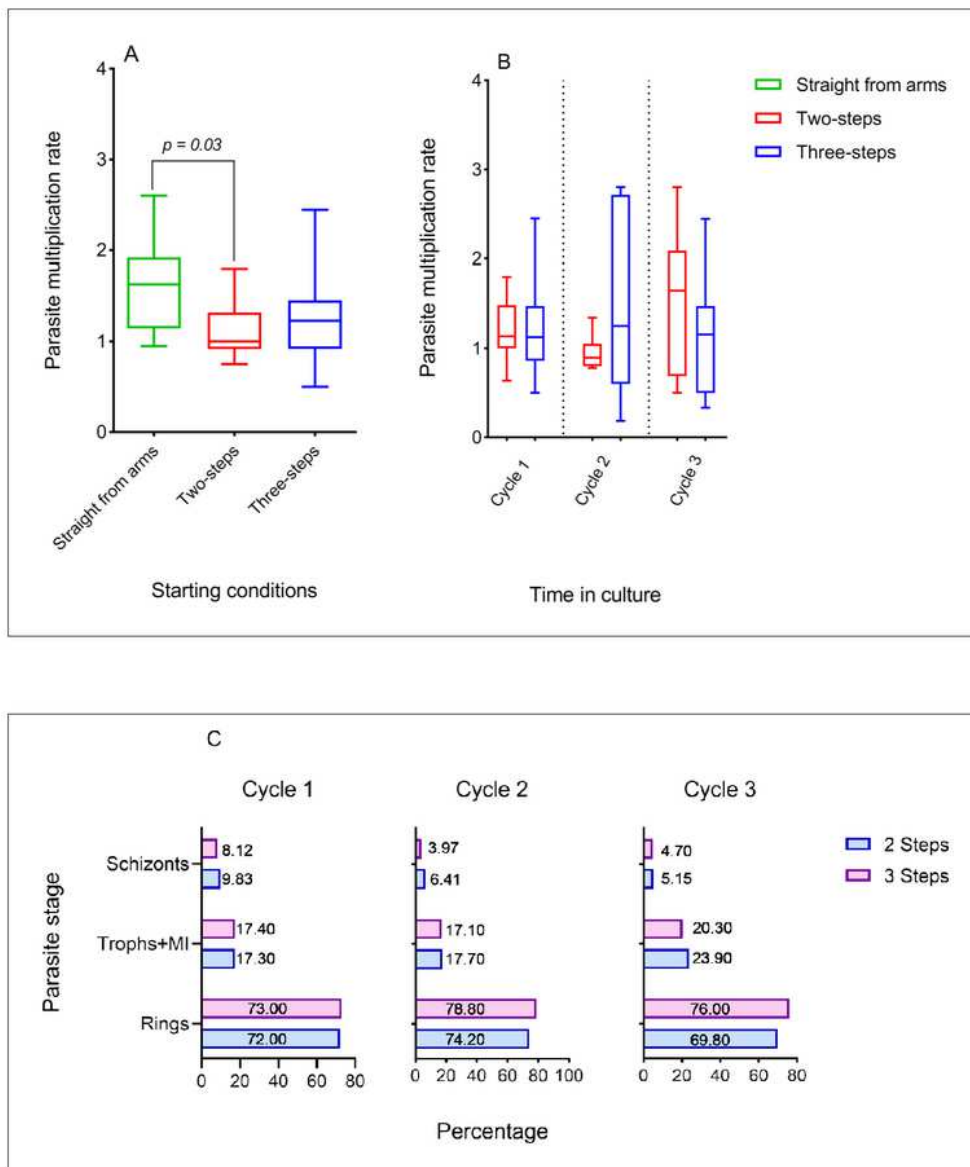 A
Parasite multiplication rate
4
3
2
1
0
p = 0.03
Straight from arms
Two-steps
Three-steps
Starting conditions
B
Parasite multiplication rate
4
3
2
1
0
Cycle 1
Cycle 2
Cycle 3
Time in culture
Straight from arms
Two-steps
Three-steps
C
Cycle 1
Cycle 2
Cycle 3
Parasite stage
Schizonts
8.12
9.83
3.97
6.41
4.70
5.15
Trophs+MI
17.40
17.30
17.10
17.70
20.30
23.90
Rings
73.00
72.00
78.80
74.20
76.00
69.80
0 20 40 60 80
0 20 40 60 80 100
0 20 40 60 80
Percentage
2 Steps
3 Steps